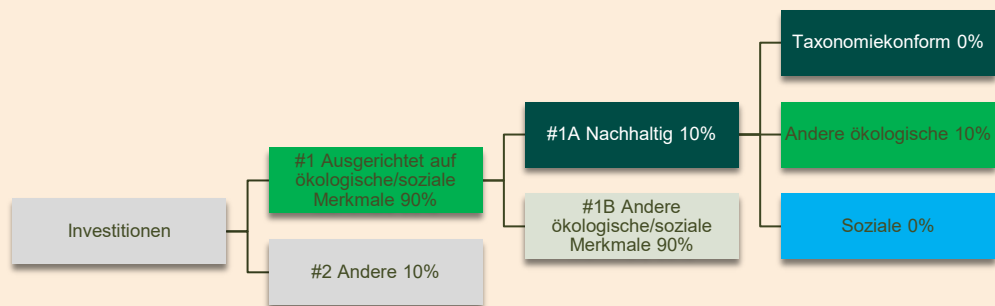 Investitionen
#1 Ausgerichtet auf
ökologische/soziale
Merkmale 90%
#2 Andere 10%
#1A Nachhaltig 10%
#1B Andere
ökologische/soziale
Merkmale 90%
Taxonomiekonform 0%
Andere ökologische 10%
Soziale 0%